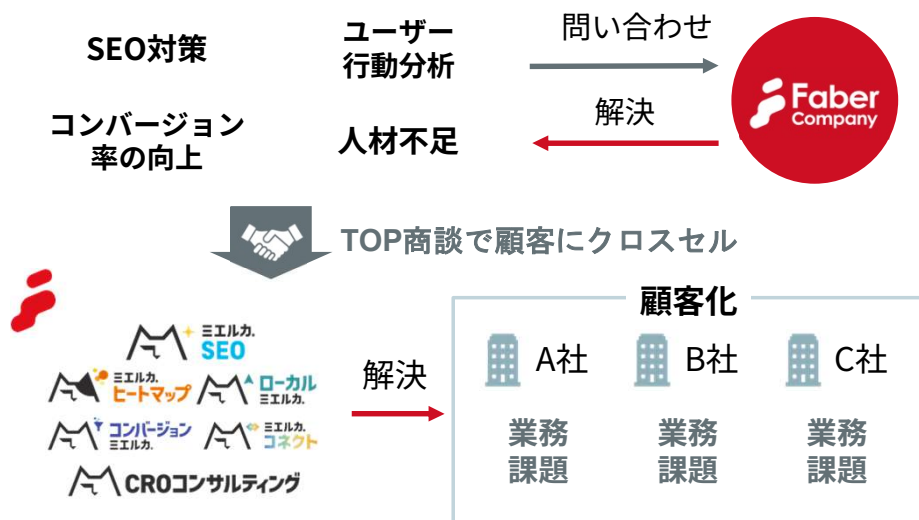 SEO対策
ユーザー
行動分析
コンバージョン
率の向上
人材不足
問い合わせ
解決
Faber
Company
TOP商談で顧客にクロスセル
ミエルカ.
SEO
ミエルカ.
ヒートマップ
ローカル
ミエルカ.
コンバージョン
ミエルカ.
ミエルカ.
コネクト
CROコンサルティング
解決
顧客化
A社
B社
C社
業務
課題
業務
課題
業務
課題